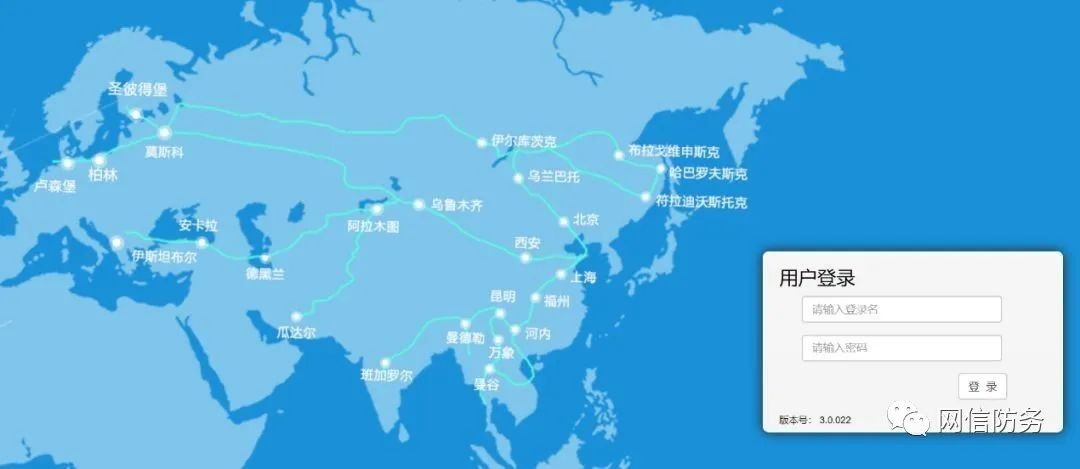 圣彼得堡
莫斯科
伊尔库茨克
布拉戈维申斯克
哈巴罗夫斯克
卢森堡
柏林
乌兰巴托
乌鲁木齐
符拉迪沃斯托克
安卡拉
阿拉木图
北京
伊斯坦布尔
德黑兰
西安
上海
昆明
福州
瓜达尔
曼德勒
河内
万象
班加罗尔
曼谷
用户登录
请输入登录名
请输入密码
登 录
版本号： 3.0.022
网信防务